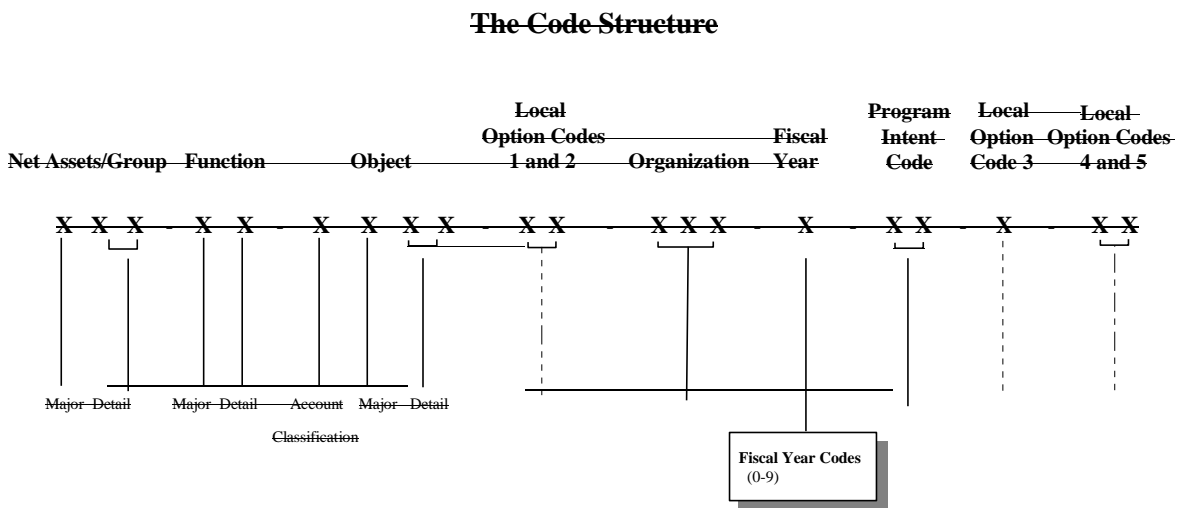 The Code Structure
Local Program Local Local
Option Codes Fiscal Intent Option Option Codes
Net Assets/Group Function Object 1 and 2 Organization Year Code Code 3 4 and 5
X X X - X X - X X X X - X X - X X X - X - X X - X - X X
Major Detail Major Detail Account Major Detail
Classification
Fiscal Year Codes
(0-9)